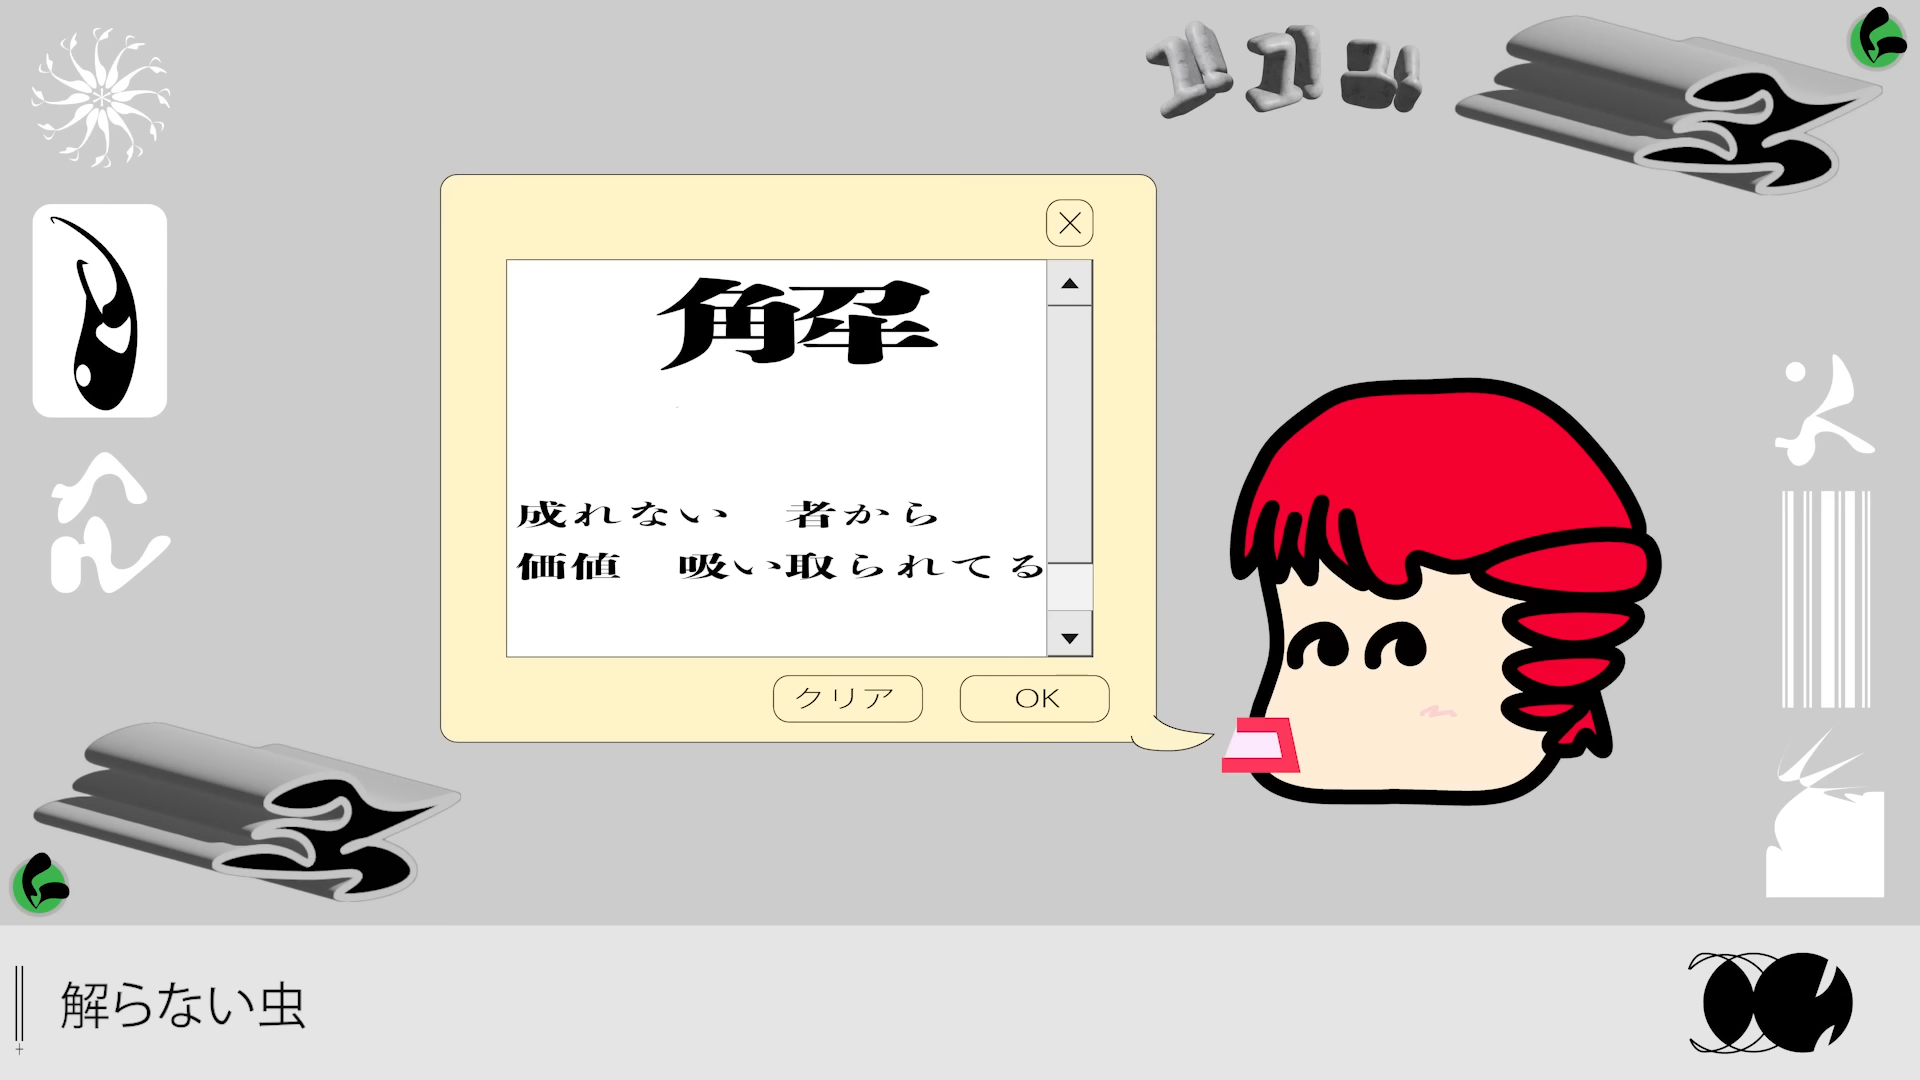 解
成れない　者から
価値　吸い取られてる
クリア
OK
解らない虫